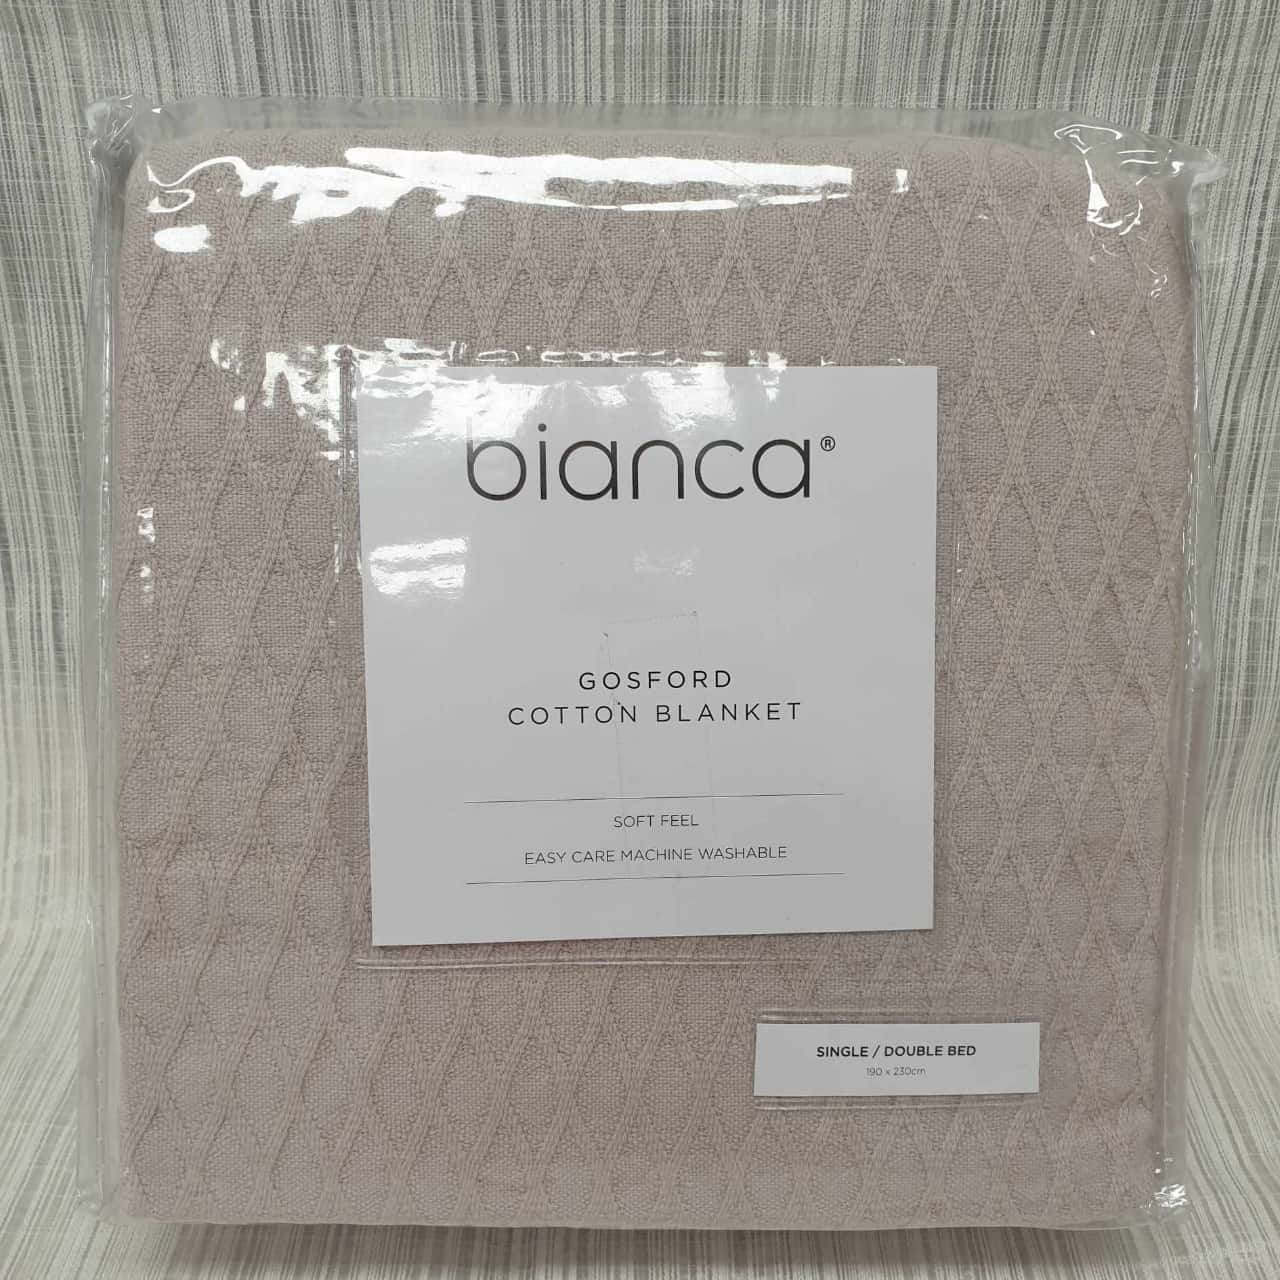 bianca®
GOSFORD
COTTON BLANKET
SOFT FEEL
EASY CARE MACHINE WASHABLE
SINGLE / DOUBLE BED
190 x 230cm